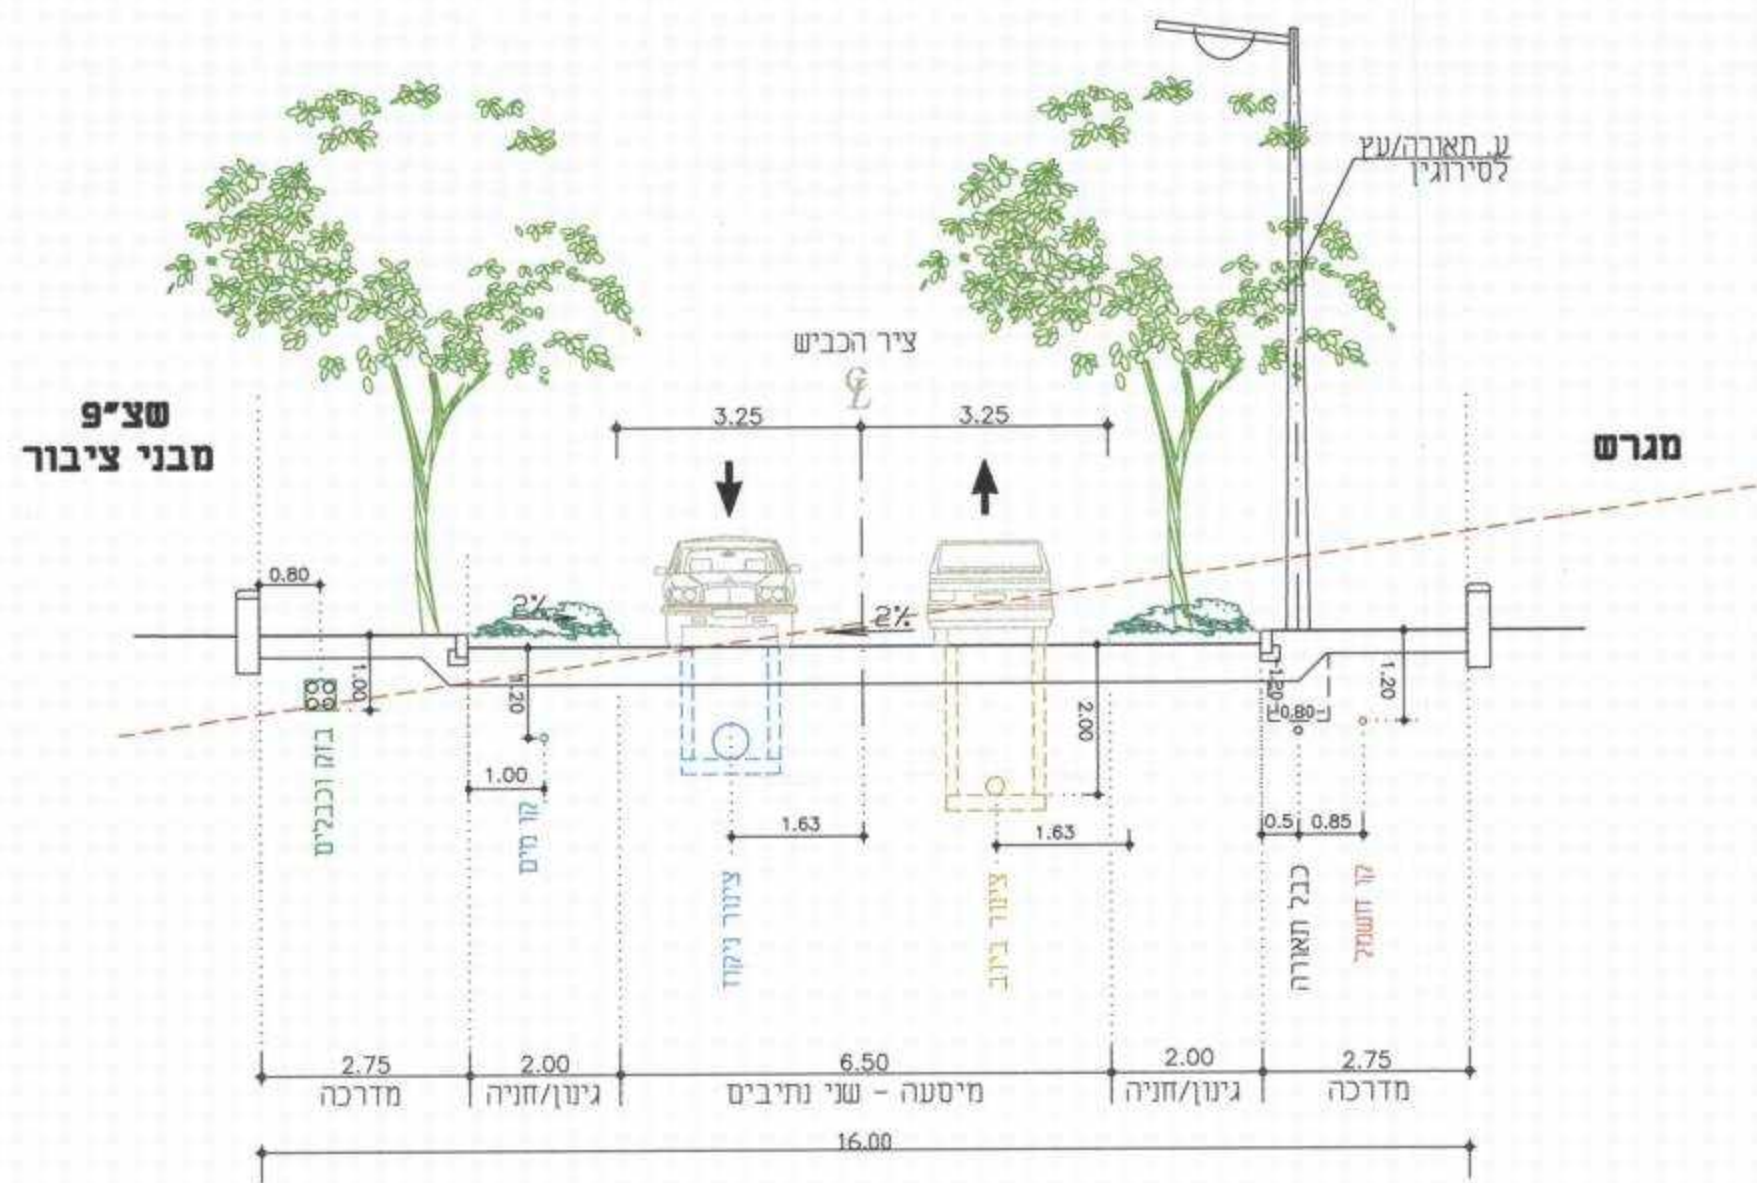 ע. תאורה/עץ
לסירוגין
ציר הכביש
3.25
3.25
שצ"פ
מבני ציבור
מגרש
0.80
2%
2%
1.00
1.20
2.00
1.20
0.80
1.20
1.00
1.63
1.63
0.5
0.85
בזק וכבלים
קו מים
צינור ניקוז
צינור ביוב
כבל תאורה
2.75
2.00
6.50
2.00
2.75
מדרכה
גינון/חניה
מיסעה - שני נתיבים
גינון/חניה
מדרכה
16.00